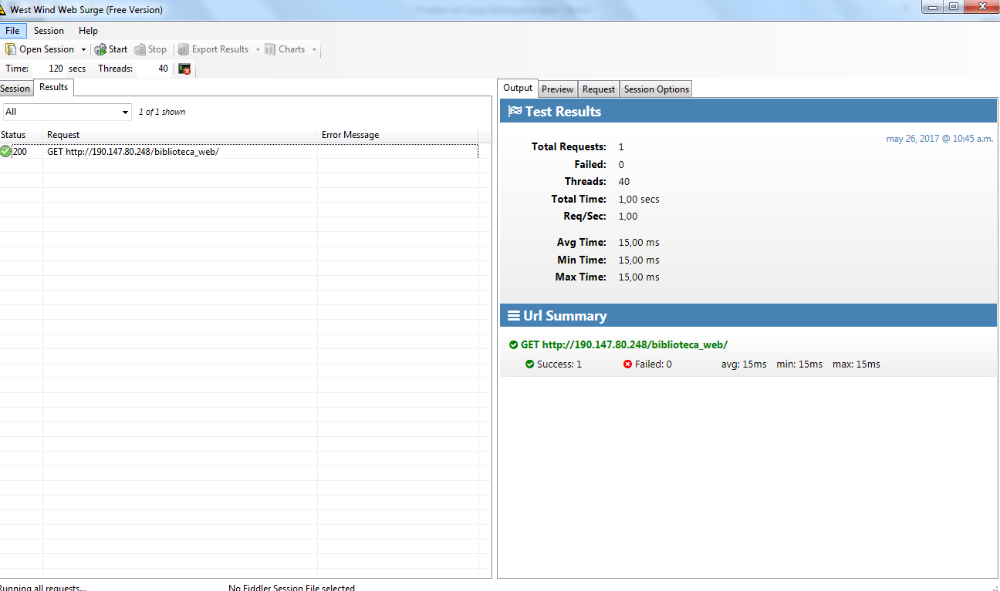 West Wind Web Surge (Free Version)
File Session Help
Open Session Start Stop Export Results Charts
Time: 120 secs Threads: 40
Session Results
All 1 of 1 shown
Status Request Error Message
200 GET http://190.147.80.248/biblioteca_web/
Output Preview Request Session Options
Test Results
may 26, 2017 @ 10:45 a.m.
Total Requests: 1
Failed: 0
Threads: 40
Total Time: 1,00 secs
Req/Sec: 1,00
Avg Time: 15,00 ms
Min Time: 15,00 ms
Max Time: 15,00 ms
Url Summary
GET http://190.147.80.248/biblioteca_web/
Success: 1 Failed: 0 avg: 15ms min: 15ms max: 15ms
Running all requests... No Fiddler Session File selected